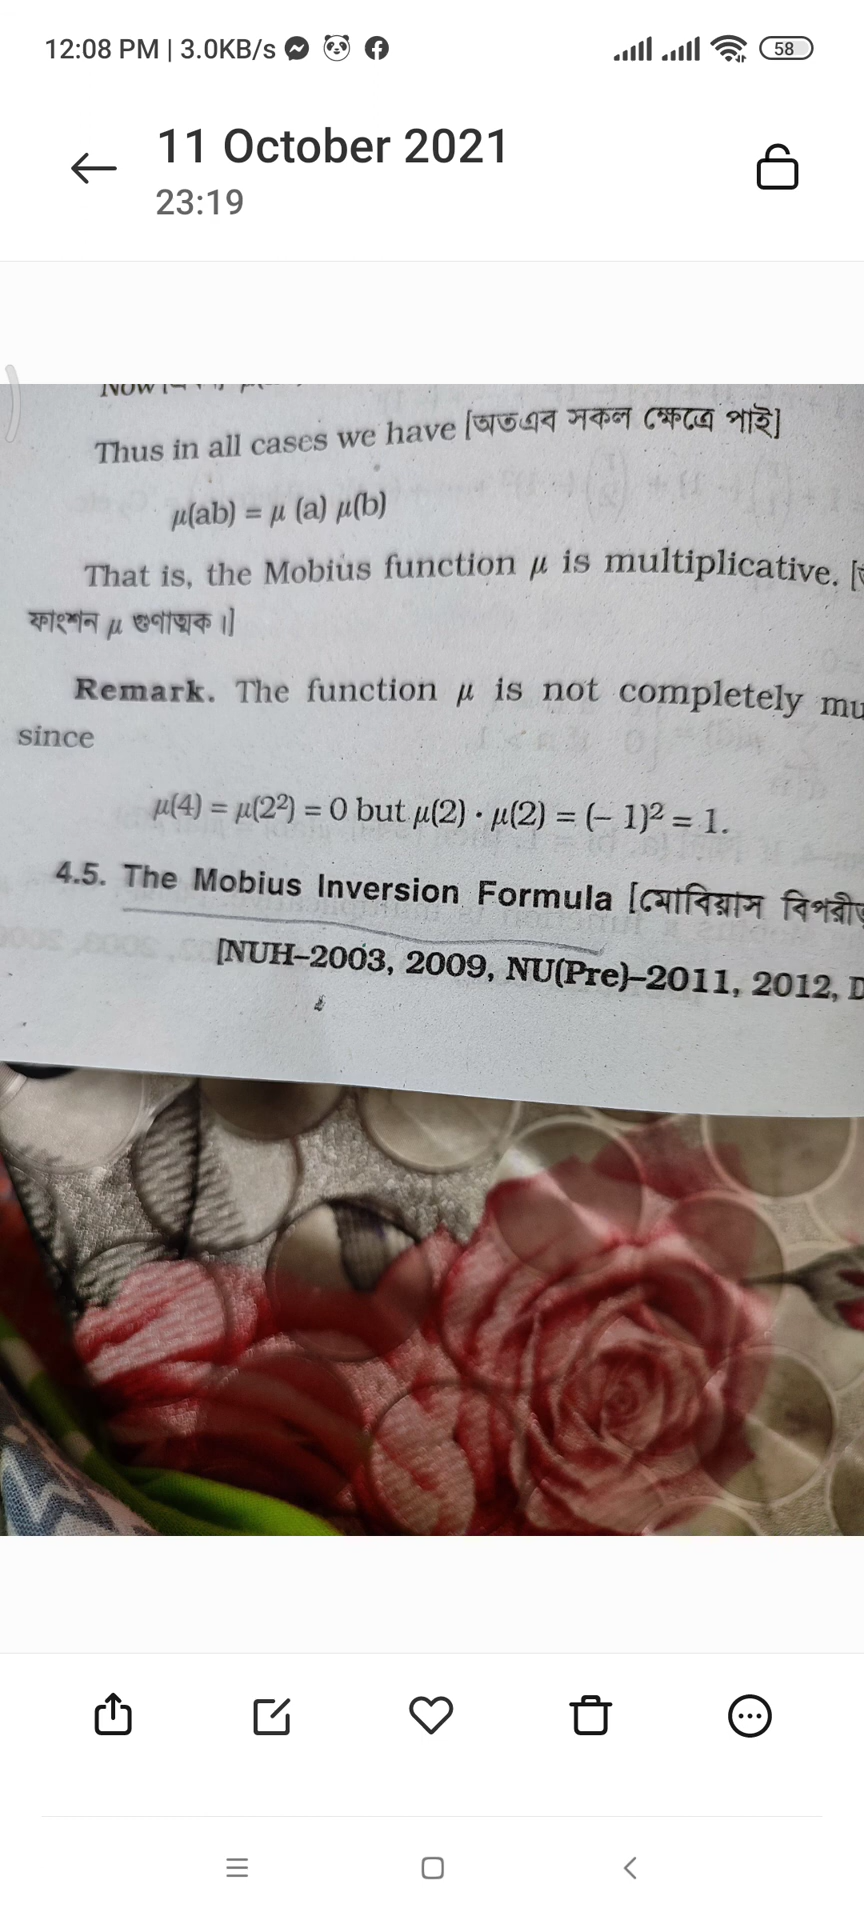 12:08 PM | 3.0KB/s
58
11 October 2021
23:19
Thus in all cases we have [অতএব সকল ক্ষেত্রে পাই]
μ(ab) = μ (a) μ(b)
That is, the Mobius function μ is multiplicative. [
ফাংশন μ গুণাত্মক।]
Remark. The function μ is not completely mu
since
μ(4) = μ(2²) = 0 but μ(2) · μ(2) = (– 1)² = 1.
4.5. The Mobius Inversion Formula [মোবিয়াস বিপরীত
[NUH–2003, 2009, NU(Pre)–2011, 2012, D